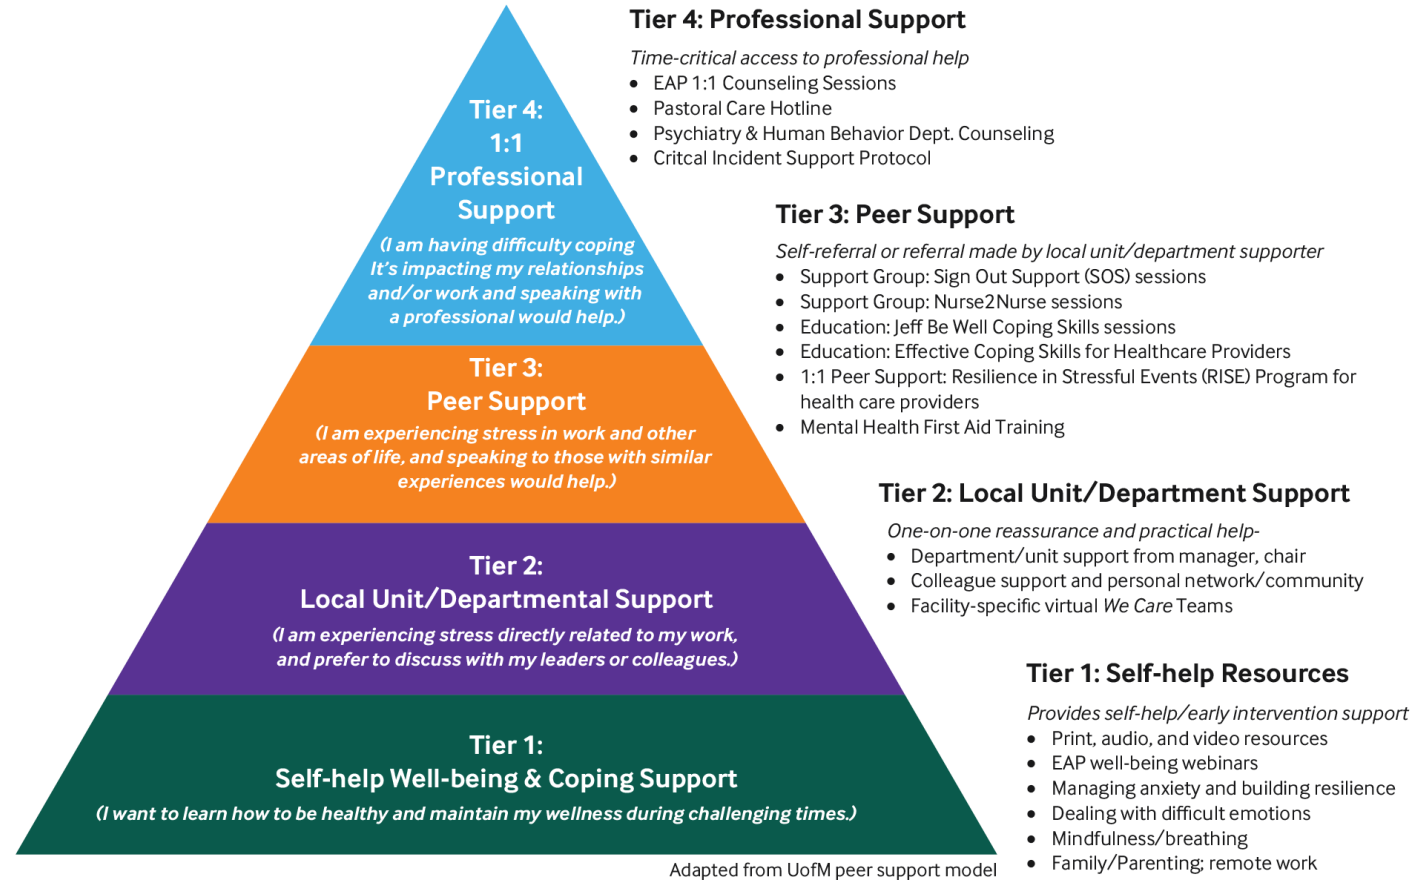 Tier 4:
1:1
Professional
Support
(I am having difficulty coping
It's impacting my relationships
and/or work and speaking with
a professional would help.)
Tier 3:
Peer Support
(I am experiencing stress in work and other
areas of life, and speaking to those with similar
experiences would help.)
Tier 2:
Local Unit/Departmental Support
(I am experiencing stress directly related to my work,
and prefer to discuss with my leaders or colleagues.)
Tier 1:
Self-help Well-being & Coping Support
(I want to learn how to be healthy and maintain my wellness during challenging times.)
Tier 4: Professional Support
Time-critical access to professional help
• EAP 1:1 Counseling Sessions
• Pastoral Care Hotline
• Psychiatry & Human Behavior Dept. Counseling
• Critcal Incident Support Protocol
Tier 3: Peer Support
Self-referral or referral made by local unit/department supporter
• Support Group: Sign Out Support (SOS) sessions
• Support Group: Nurse2Nurse sessions
• Education: Jeff Be Well Coping Skills sessions
• Education: Effective Coping Skills for Healthcare Providers
• 1:1 Peer Support: Resilience in Stressful Events (RISE) Program for
health care providers
• Mental Health First Aid Training
Tier 2: Local Unit/Department Support
One-on-one reassurance and practical help-
• Department/unit support from manager, chair
• Colleague support and personal network/community
• Facility-specific virtual We Care Teams
Tier 1: Self-help Resources
Provides self-help/early intervention support
• Print, audio, and video resources
• EAP well-being webinars
• Managing anxiety and building resilience
• Dealing with difficult emotions
• Mindfulness/breathing
• Family/Parenting; remote work
Adapted from UofM peer support model